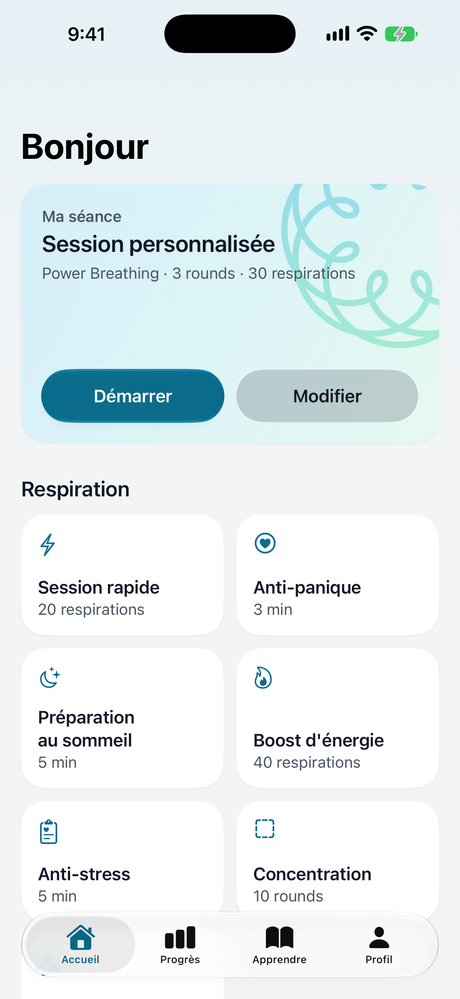 9:41
Bonjour
Ma séance
Session personnalisée
Power Breathing · 3 rounds · 30 respirations
Démarrer
Modifier
Respiration
Session rapide
20 respirations
Anti-panique
3 min
Préparation
au sommeil
5 min
Boost d'énergie
40 respirations
Anti-stress
5 min
Concentration
10 rounds
Accueil
Progrès
Apprendre
Profil